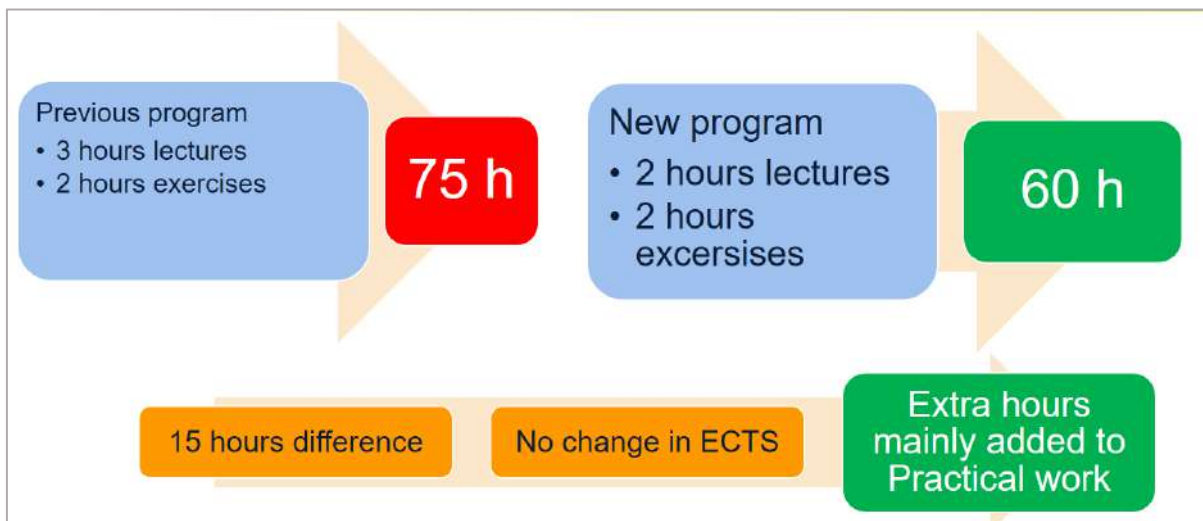 Previous program
• 3 hours lectures
• 2 hours exercises
75 h
New program
• 2 hours lectures
• 2 hours
excersises
60 h
15 hours difference
No change in ECTS
Extra hours
mainly added to
Practical work